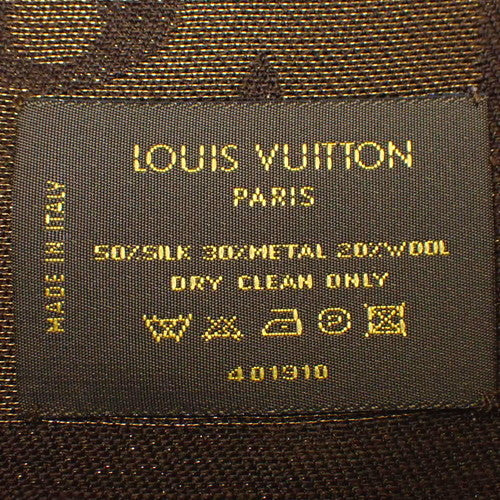 LOUIS VUITTON
PARIS
MADE IN ITALY
50%SILK 30%METAL 20%WOOL
DRY CLEAN ONLY
401910